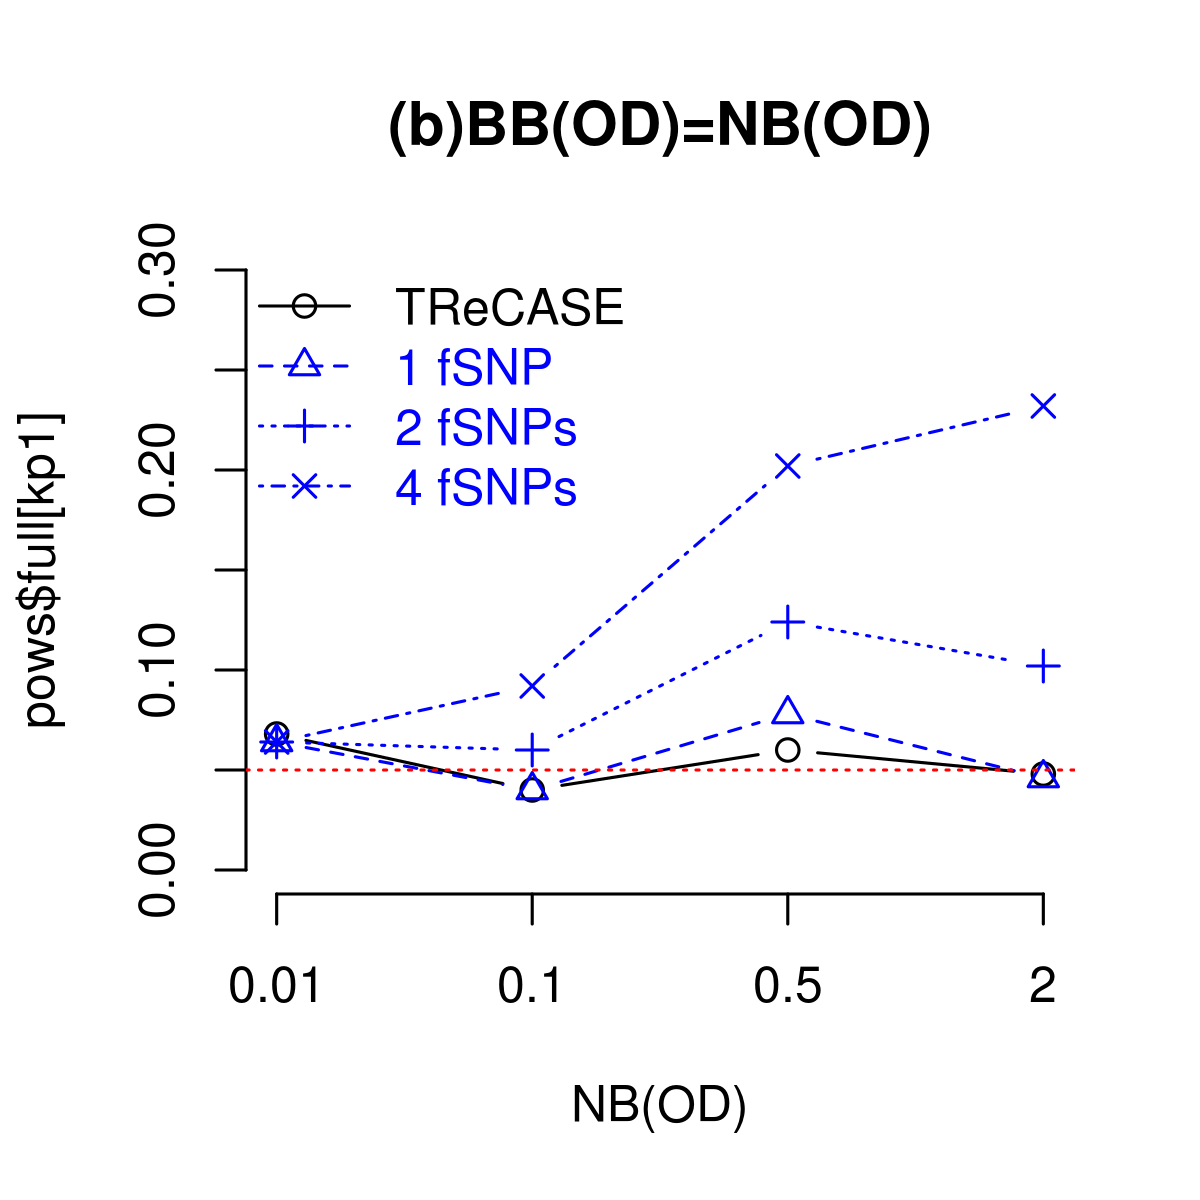 (b)BB(OD)=NB(OD)
pows$full[kp1]
0.30
0.20
0.10
0.00
TReCASE
1 fSNP
2 fSNPs
4 fSNPs
0.01 0.1 0.5 2
NB(OD)